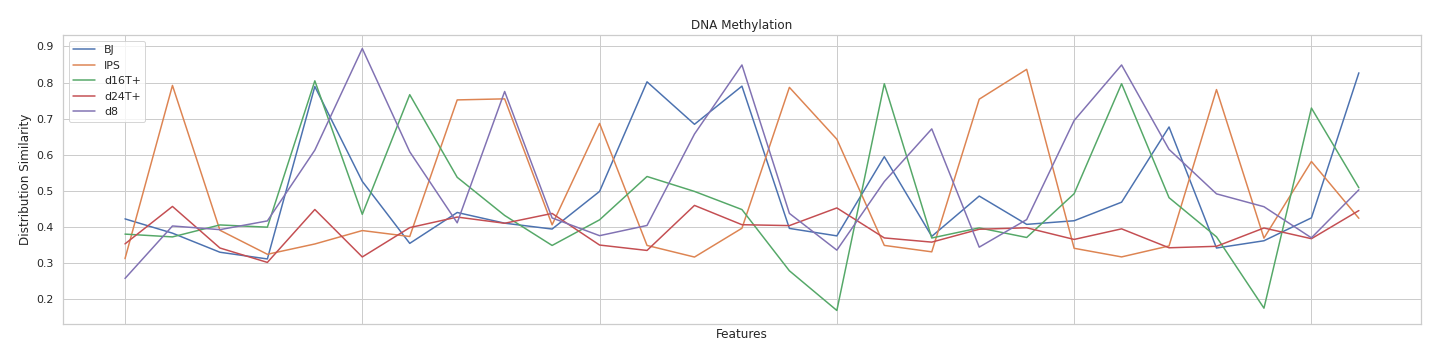 DNA Methylation
BJ
IPS
d16T+
d24T+
d8
Distribution Similarity
0.9
0.8
0.7
0.6
0.5
0.4
0.3
0.2
Features